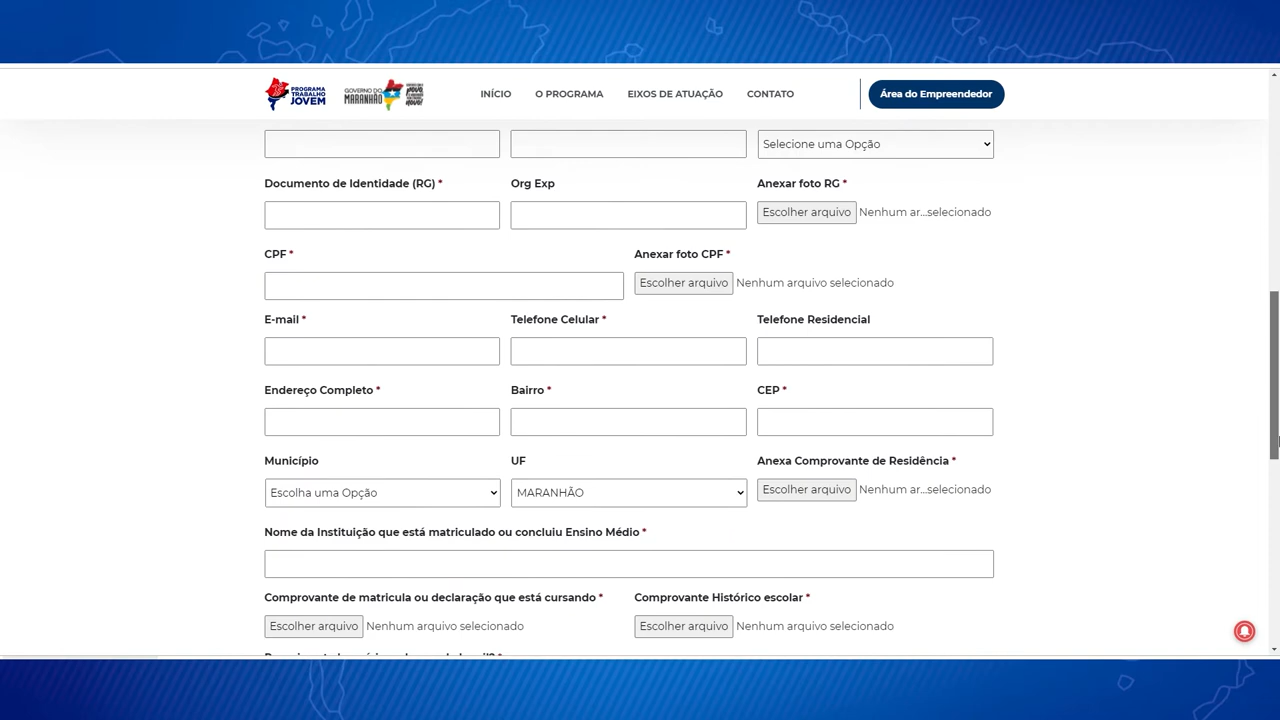 PROGRAMA TRABALHO JOVEM
GOVERNO DO MARANHÃO
INÍCIO O PROGRAMA EIXOS DE ATUAÇÃO CONTATO Área do Empreendedor
Selecione uma Opção
Documento de Identidade (RG) * Org Exp Anexar foto RG *
Escolher arquivo Nenhum ar...selecionado
CPF * Anexar foto CPF *
Escolher arquivo Nenhum arquivo selecionado
E-mail * Telefone Celular * Telefone Residencial
Endereço Completo * Bairro * CEP *
Município UF Anexa Comprovante de Residência *
Escolha uma Opção MARANHÃO Escolher arquivo Nenhum ar...selecionado
Nome da Instituição que está matriculado ou concluiu Ensino Médio *
Comprovante de matricula ou declaração que está cursando * Comprovante Histórico escolar *
Escolher arquivo Nenhum arquivo selecionado Escolher arquivo Nenhum arquivo selecionado